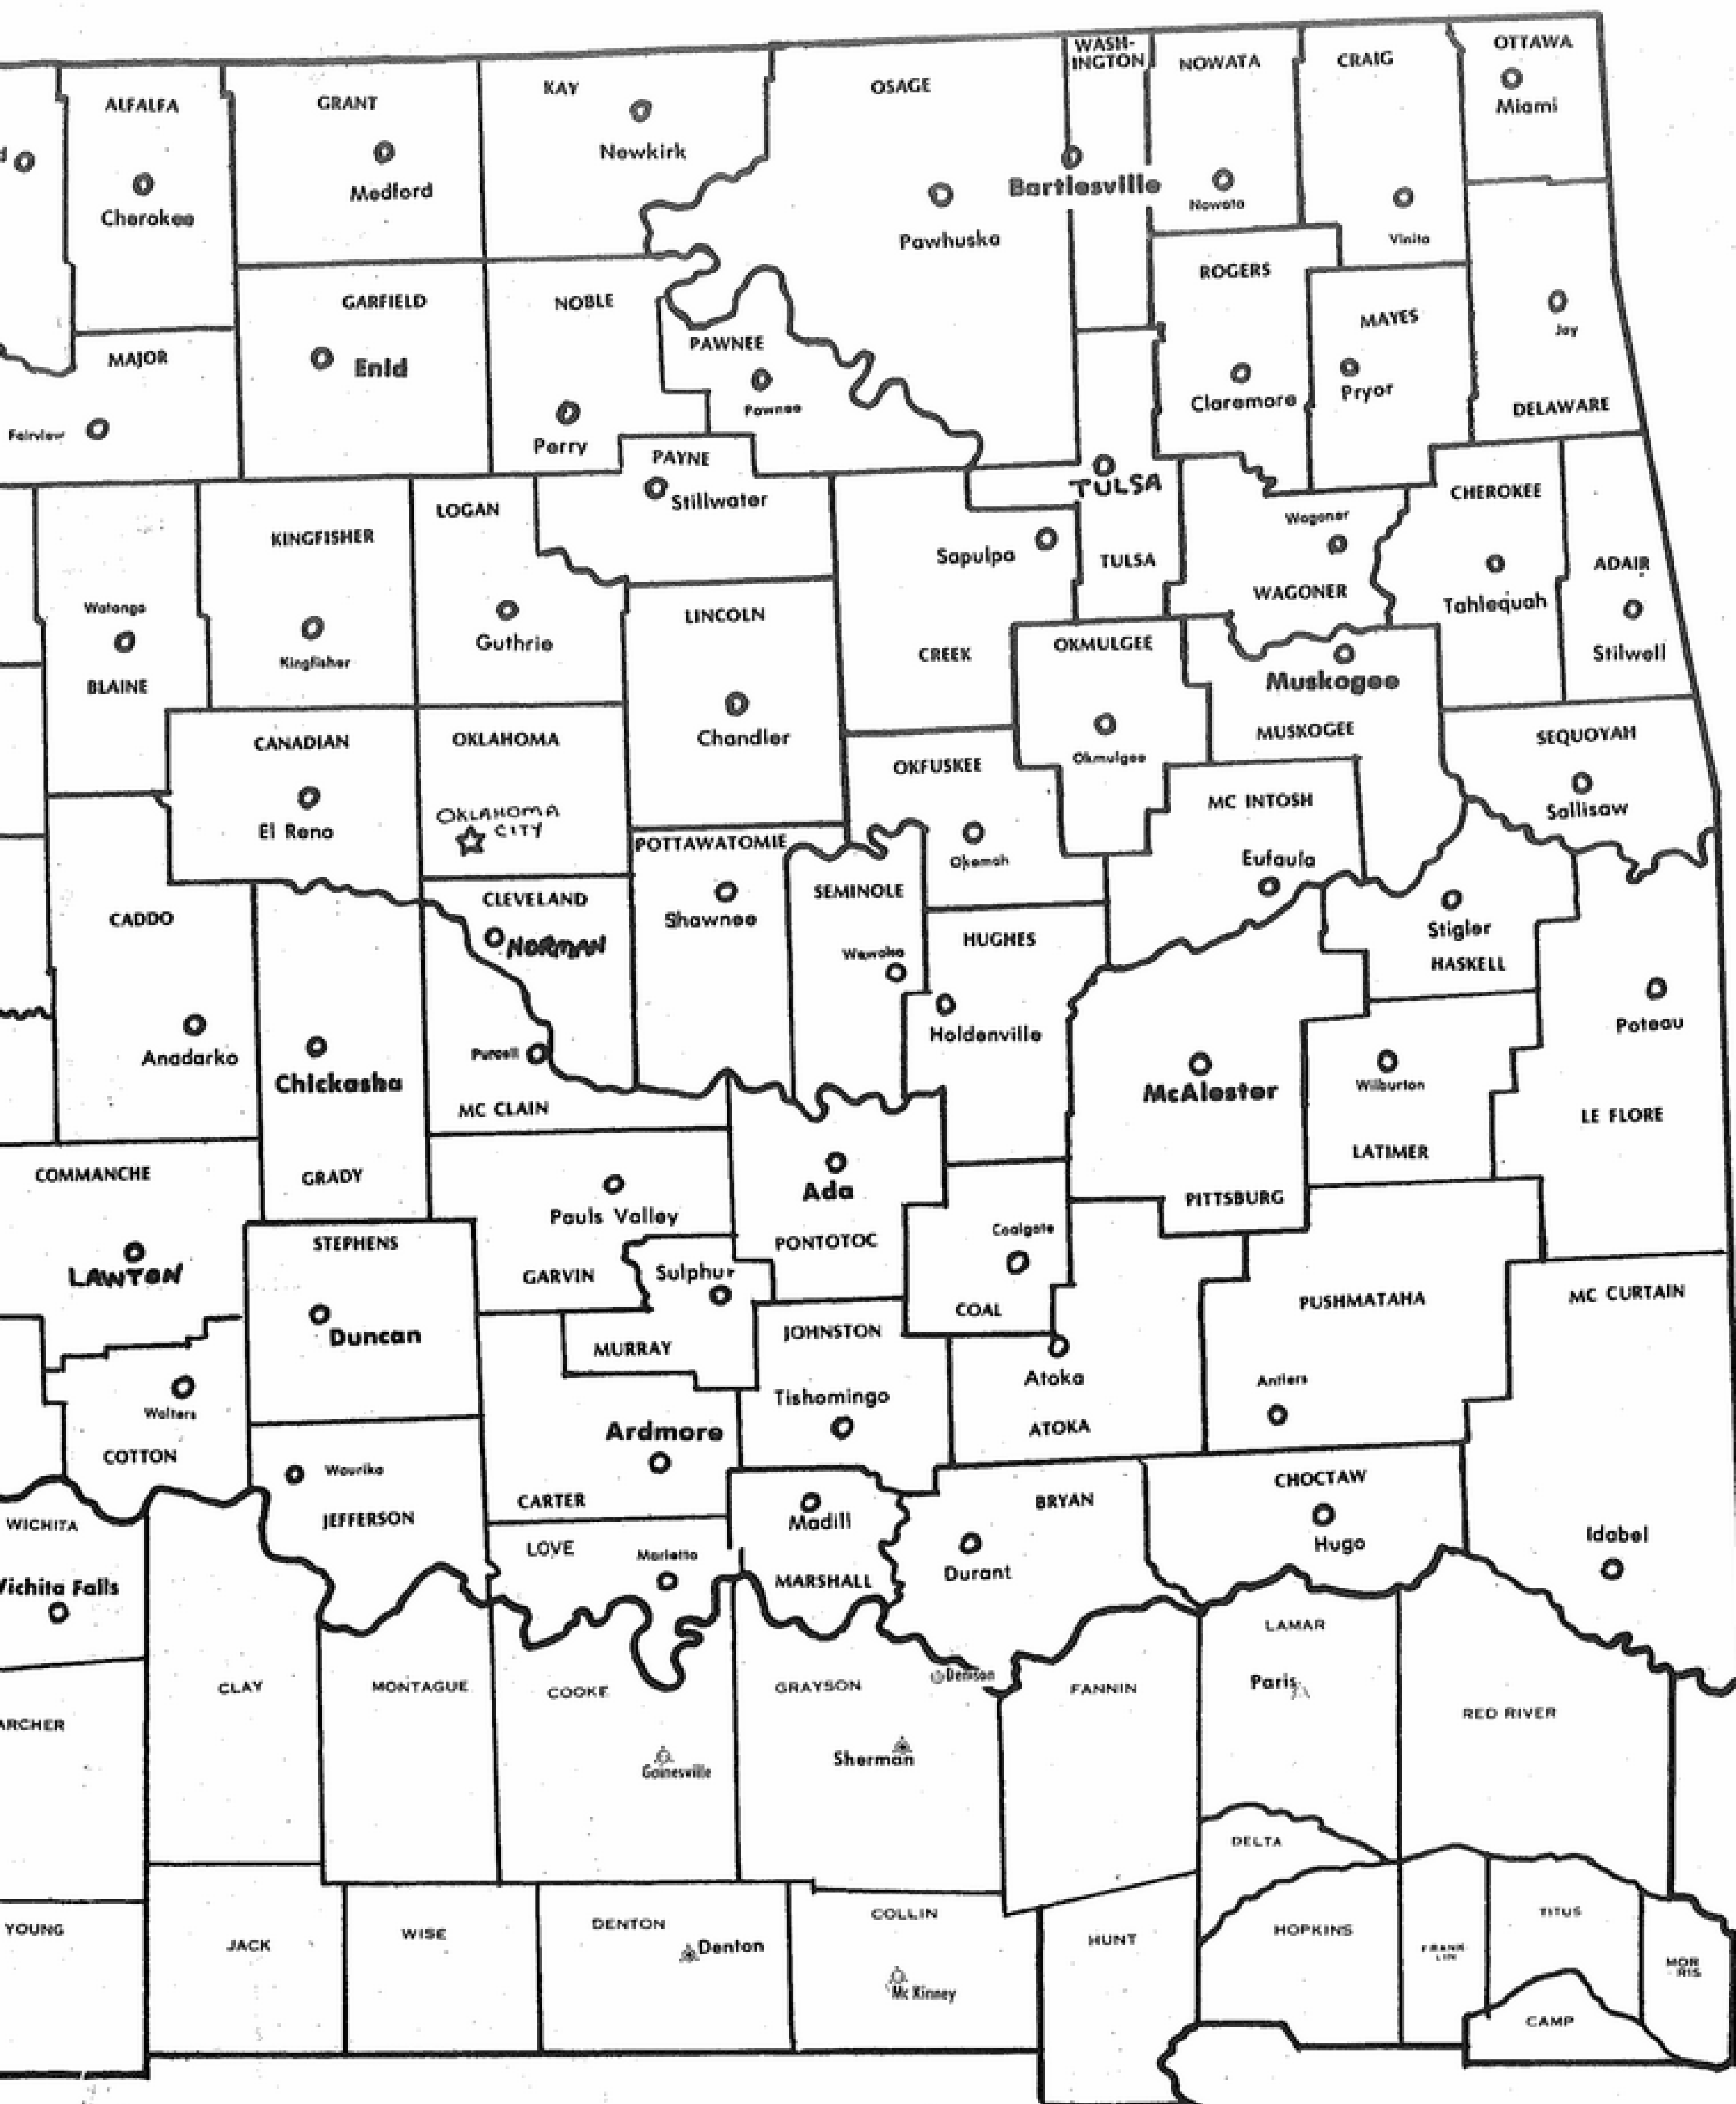 WASH-
INGTON
NOWATA
CRAIG
OTTAWA
Miami
ALFALFA
GRANT
KAY
OSAGE
Newkirk
Medford
Cherokee
Bartlesville
Pawhuska
Nowata
Vinita
ROGERS
GARFIELD
NOBLE
MAYES
Jay
PAWNEE
MAJOR
Enid
Pawnee
Claremore
Pryor
DELAWARE
Fairview
Perry
PAYNE
Stillwater
TULSA
CHEROKEE
LOGAN
KINGFISHER
Wagoner
Sapulpa
TULSA
ADAIR
WAGONER
Tahlequah
Watonga
LINCOLN
Guthrie
OKMULGEE
Kingfisher
CREEK
Stilwell
BLAINE
Muskogee
MUSKOGEE
CANADIAN
OKLAHOMA
Chandler
SEQUOYAH
Okmulgee
OKFUSKEE
MC INTOSH
Sallisaw
OKLAHOMA
CITY
El Reno
POTTAWATOMIE
Okemah
Eufaula
SEMINOLE
CLEVELAND
CADDO
Shawnee
Stigler
NORMAN
HUGHES
Wewoka
HASKELL
Holdenville
Poteau
Purcell
Anadarko
Chickasha
Wilburton
McAlester
MC CLAIN
LE FLORE
LATIMER
COMMANCHE
GRADY
Ada
PITTSBURG
Pauls Valley
Coalgate
STEPHENS
PONTOTOC
LAWTON
GARVIN
Sulphur
PUSHMATAHA
MC CURTAIN
COAL
Duncan
JOHNSTON
MURRAY
Atoka
Antlers
Tishomingo
Walters
ATOKA
Ardmore
COTTON
Waurika
CHOCTAW
CARTER
BRYAN
JEFFERSON
Madill
WICHITA
Idabel
Hugo
LOVE
Marietta
Durant
MARSHALL
Wichita Falls
LAMAR
Denison
Paris
CLAY
MONTAGUE
COOKE
GRAYSON
FANNIN
RED RIVER
ARCHER
Sherman
Gainesville
DELTA
TITUS
COLLIN
DENTON
YOUNG
WISE
HOPKINS
HUNT
JACK
Denton
FRANK
LIN
MOR
RIS
Mc Kinney
CAMP